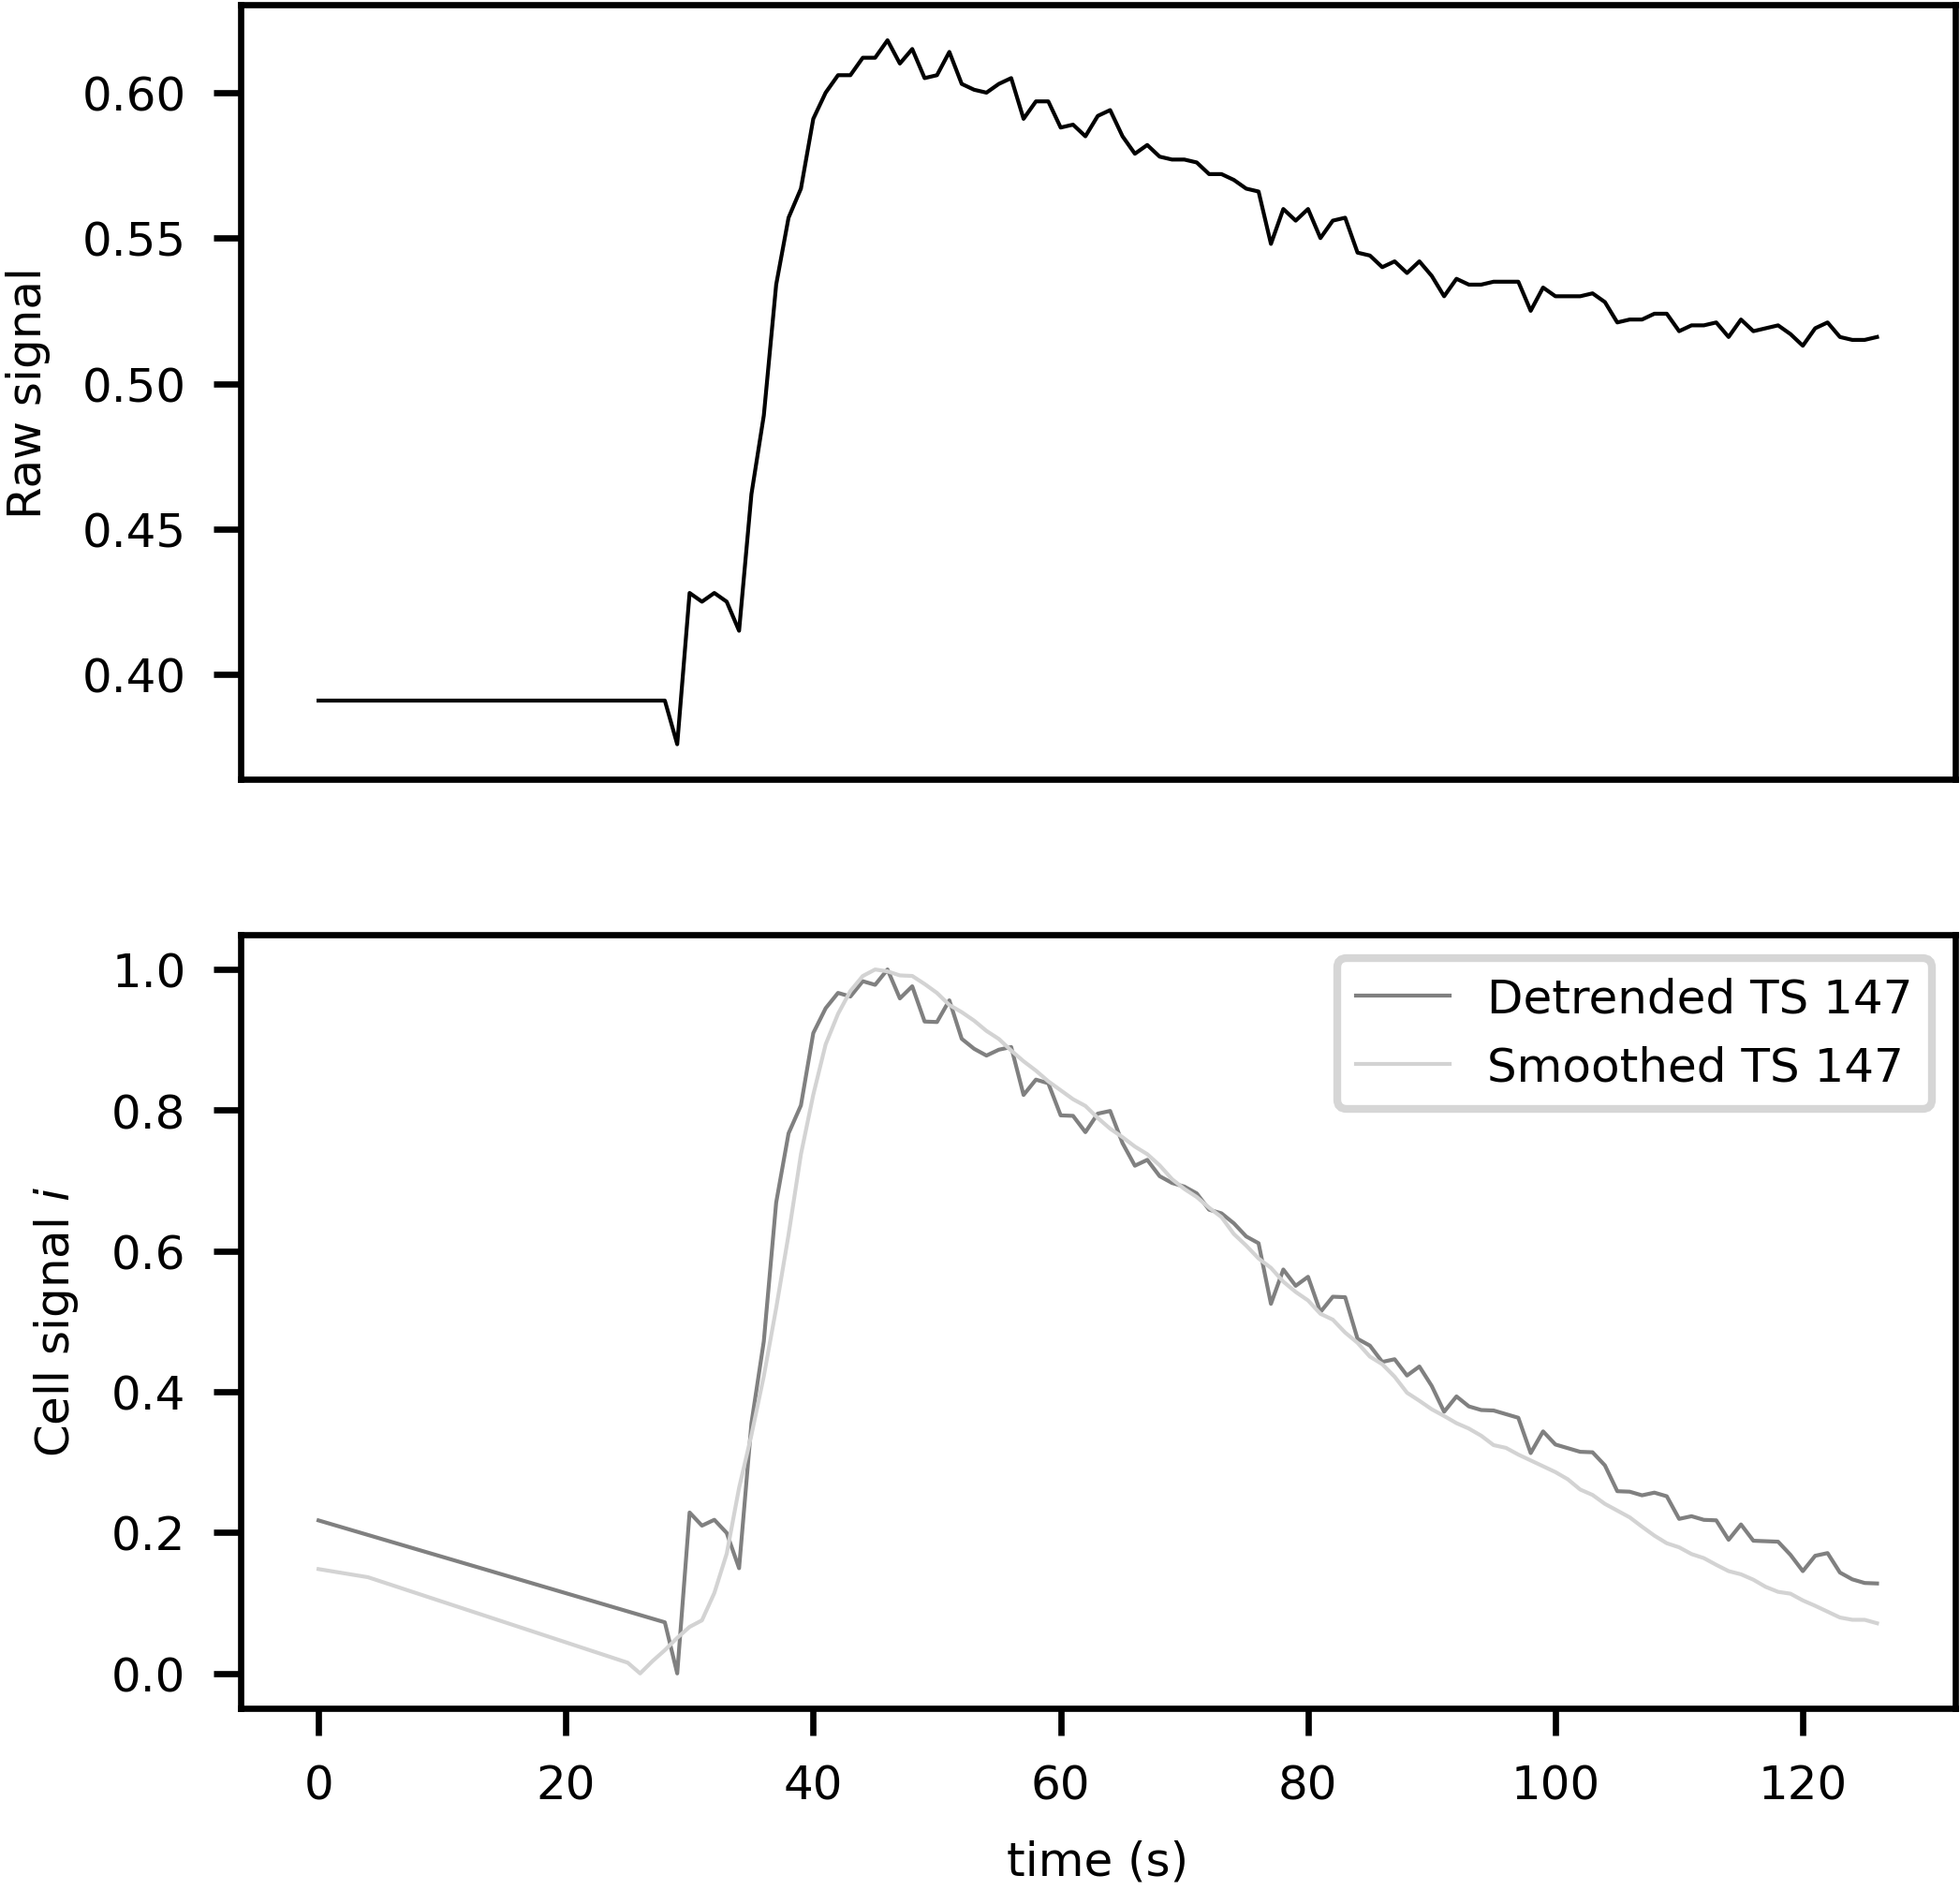 Raw signal
0.60
0.55
0.50
0.45
0.40
Cell signal i
1.0
0.8
0.6
0.4
0.2
0.0
Detrended TS 147
Smoothed TS 147
0 20 40 60 80 100 120
time (s)